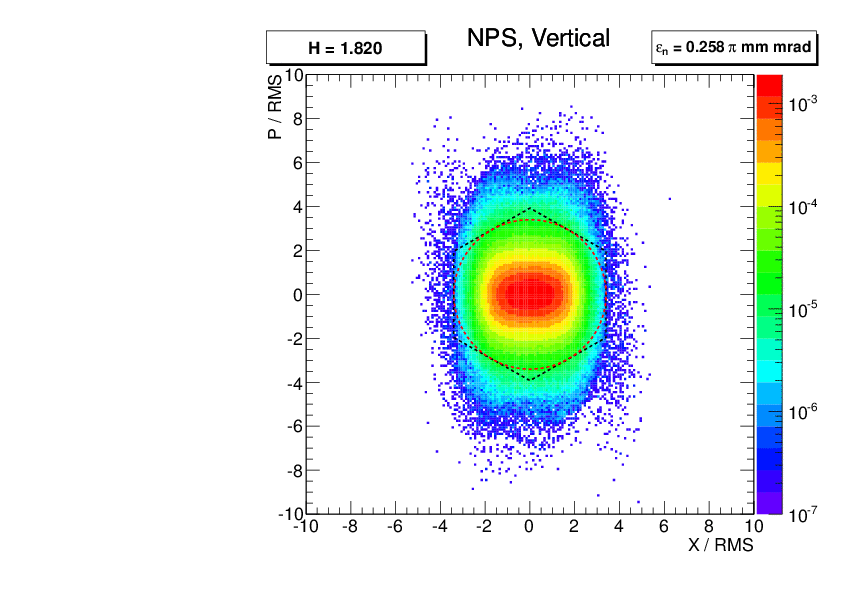 NPS, Vertical
H = 1.820
εn = 0.258 π mm mrad
P / RMS
10
8
6
4
2
0
-2
-4
-6
-8
-10
-10 -8 -6 -4 -2 0 2 4 6 8 10
X / RMS
10-3
10-4
10-5
10-6
10-7